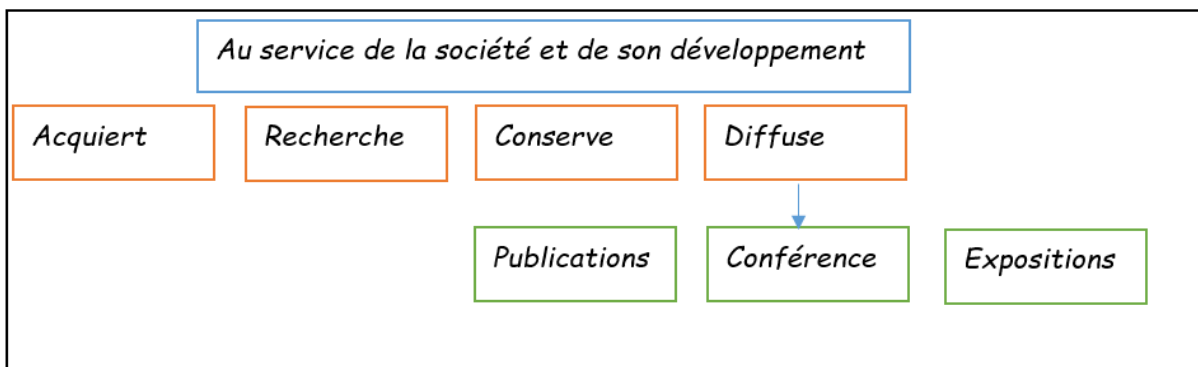 Au service de la société et de son développement
Acquiert
Recherche
Conserve
Diffuse
Publications
Conférence
Expositions